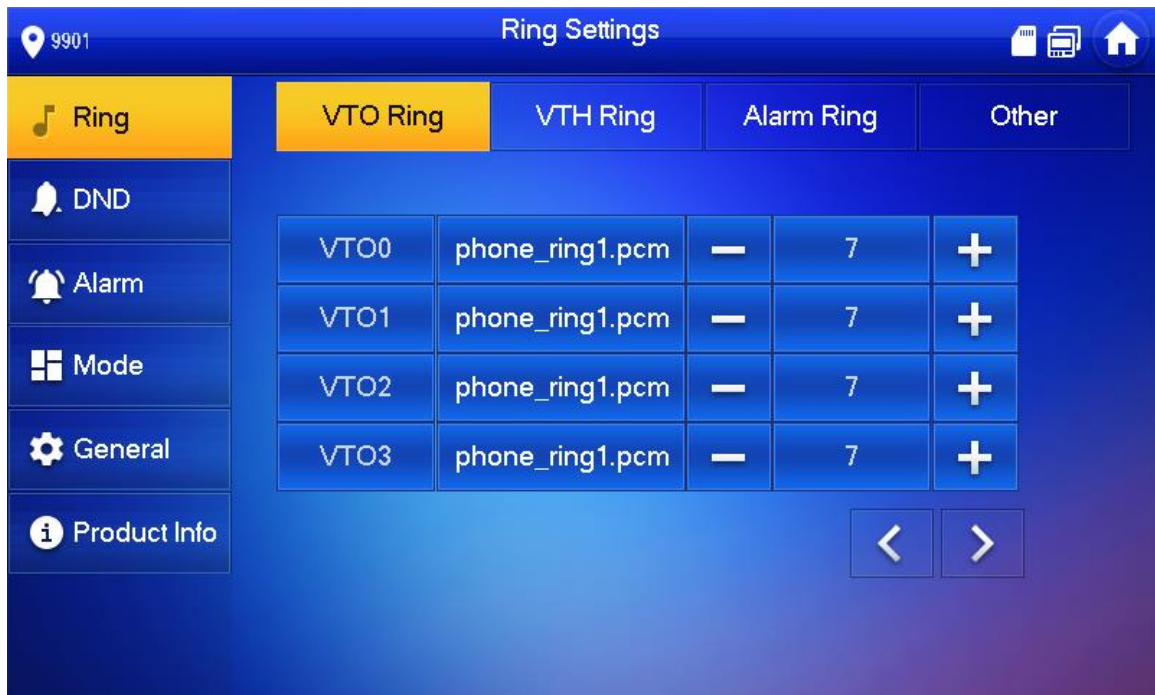 9901
Ring Settings
Ring
DND
Alarm
Mode
General
Product Info
VTO Ring
VTH Ring
Alarm Ring
Other
VTO0 phone_ring1.pcm 7
VTO1 phone_ring1.pcm 7
VTO2 phone_ring1.pcm 7
VTO3 phone_ring1.pcm 7